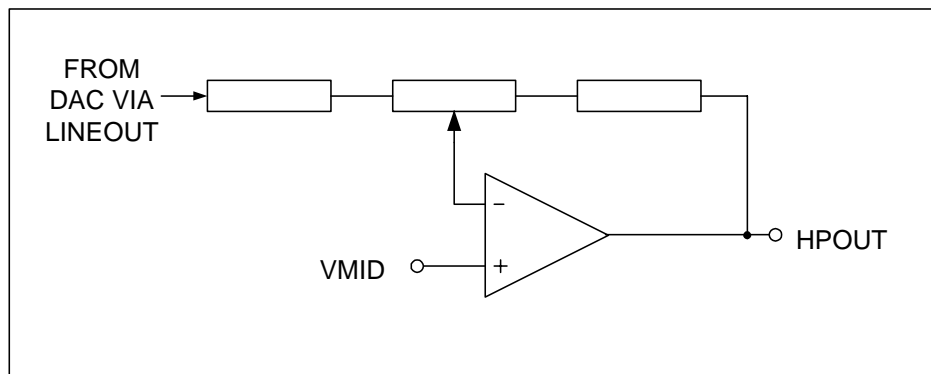 FROM
DAC VIA
LINEOUT
−
+
VMID
HPOUT